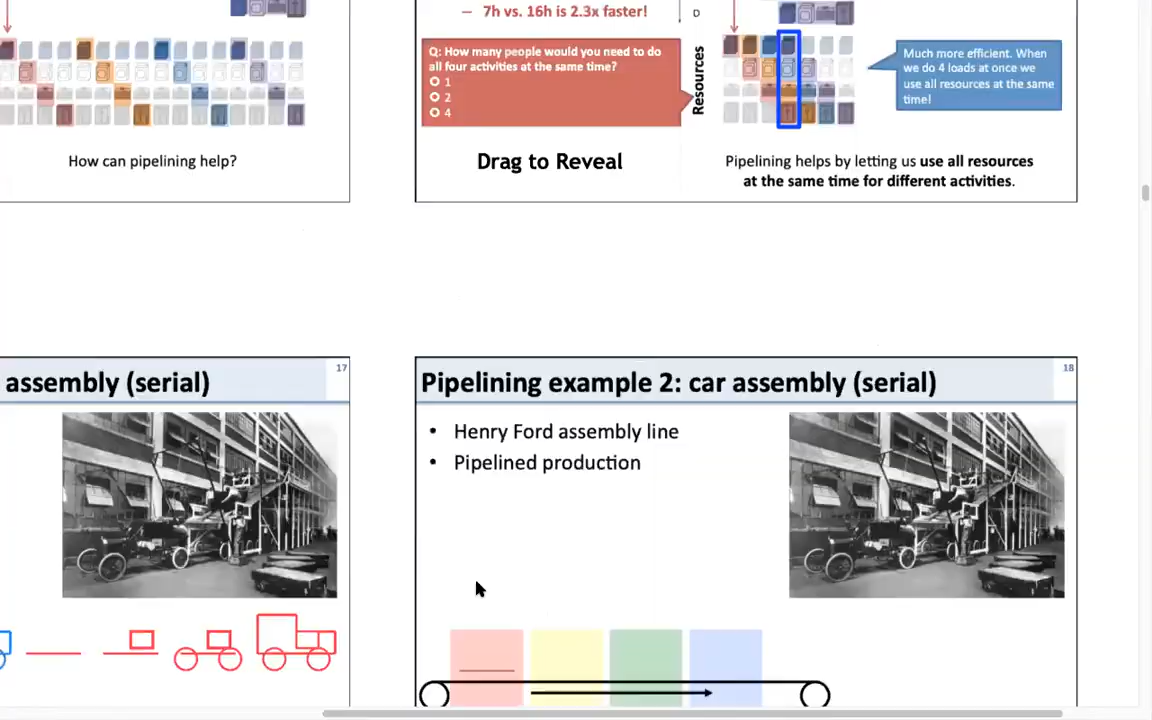 – 7h vs. 16h is 2.3x faster!
D
Q: How many people would you need to do
all four activities at the same time?
1
2
4
Resources
Much more efficient. When
we do 4 loads at once we
use all resources at the same
time!
How can pipelining help?
Drag to Reveal
Pipelining helps by letting us use all resources
at the same time for different activities.
assembly (serial)
17
Pipelining example 2: car assembly (serial)
18
• Henry Ford assembly line
• Pipelined production